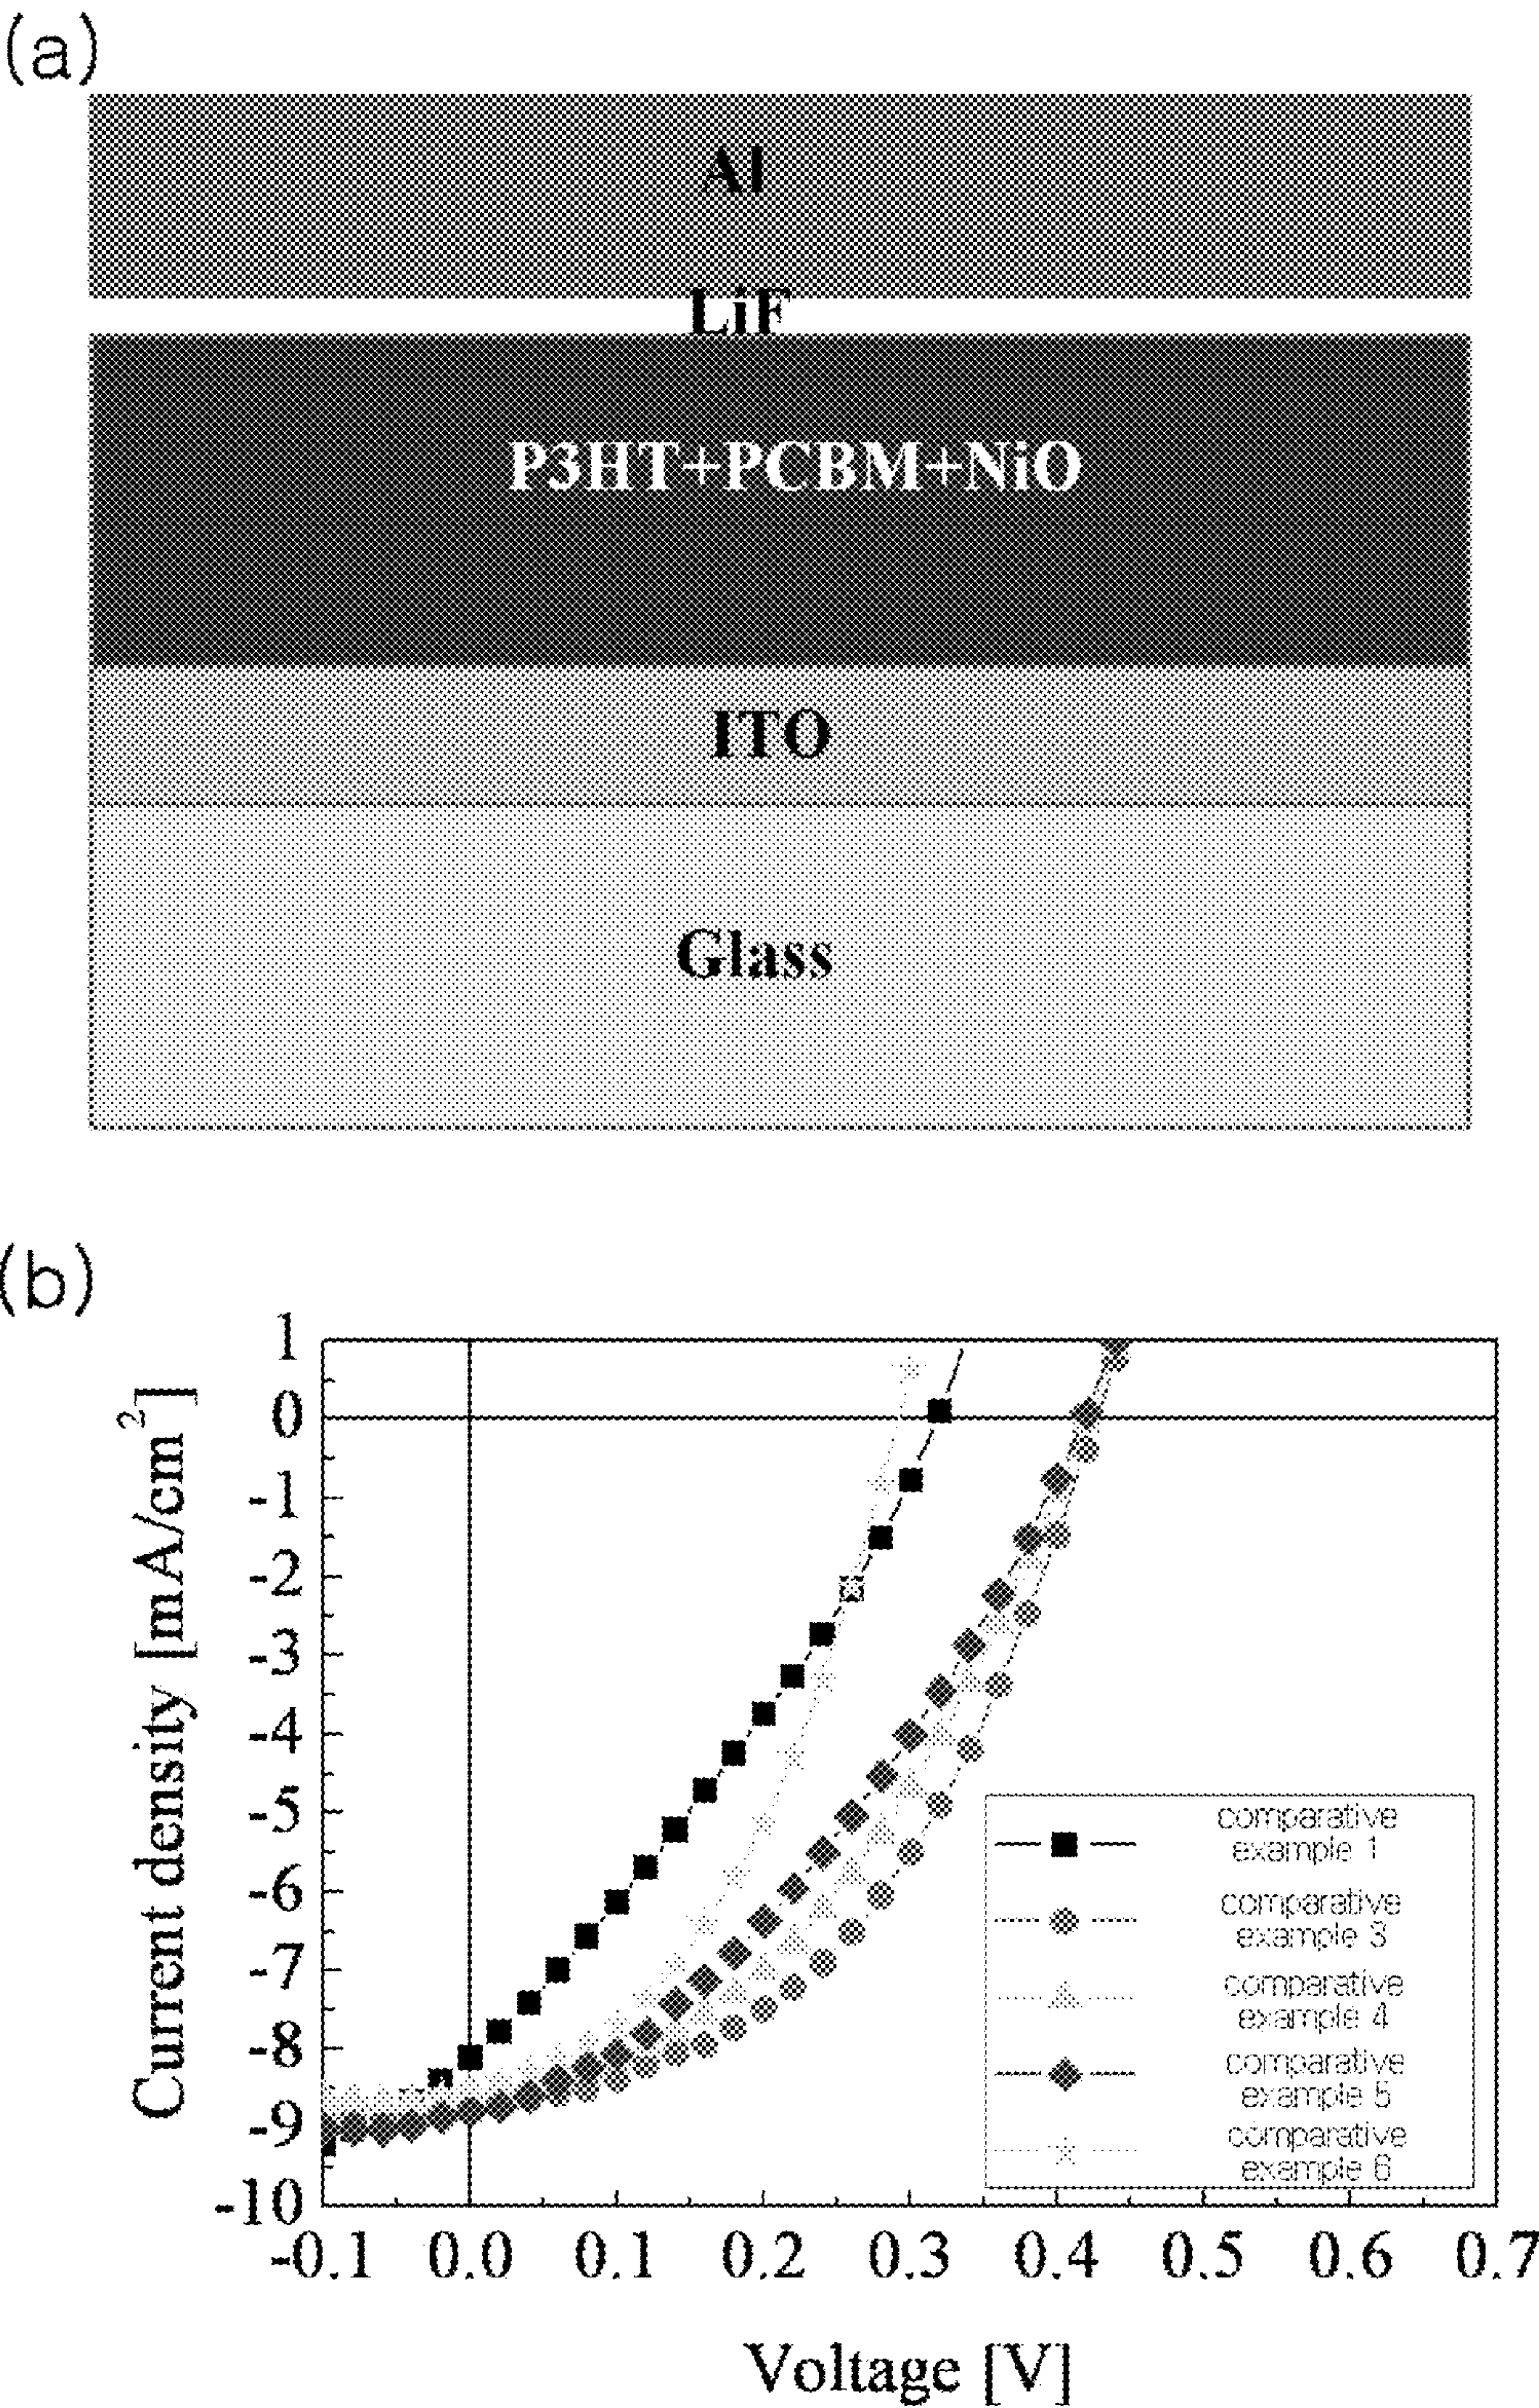 (a)
Al
LiF
P3HT+PCBM+NiO
ITO
Glass
(b)
1
0
-1
-2
-3
-4
-5
-6
-7
-8
-9
-10
Current density [mA/cm²]
comparative
example 1
comparative
example 3
comparative
example 4
comparative
example 5
comparative
example 6
-0.1 0.0 0.1 0.2 0.3 0.4 0.5 0.6 0.7
Voltage [V]